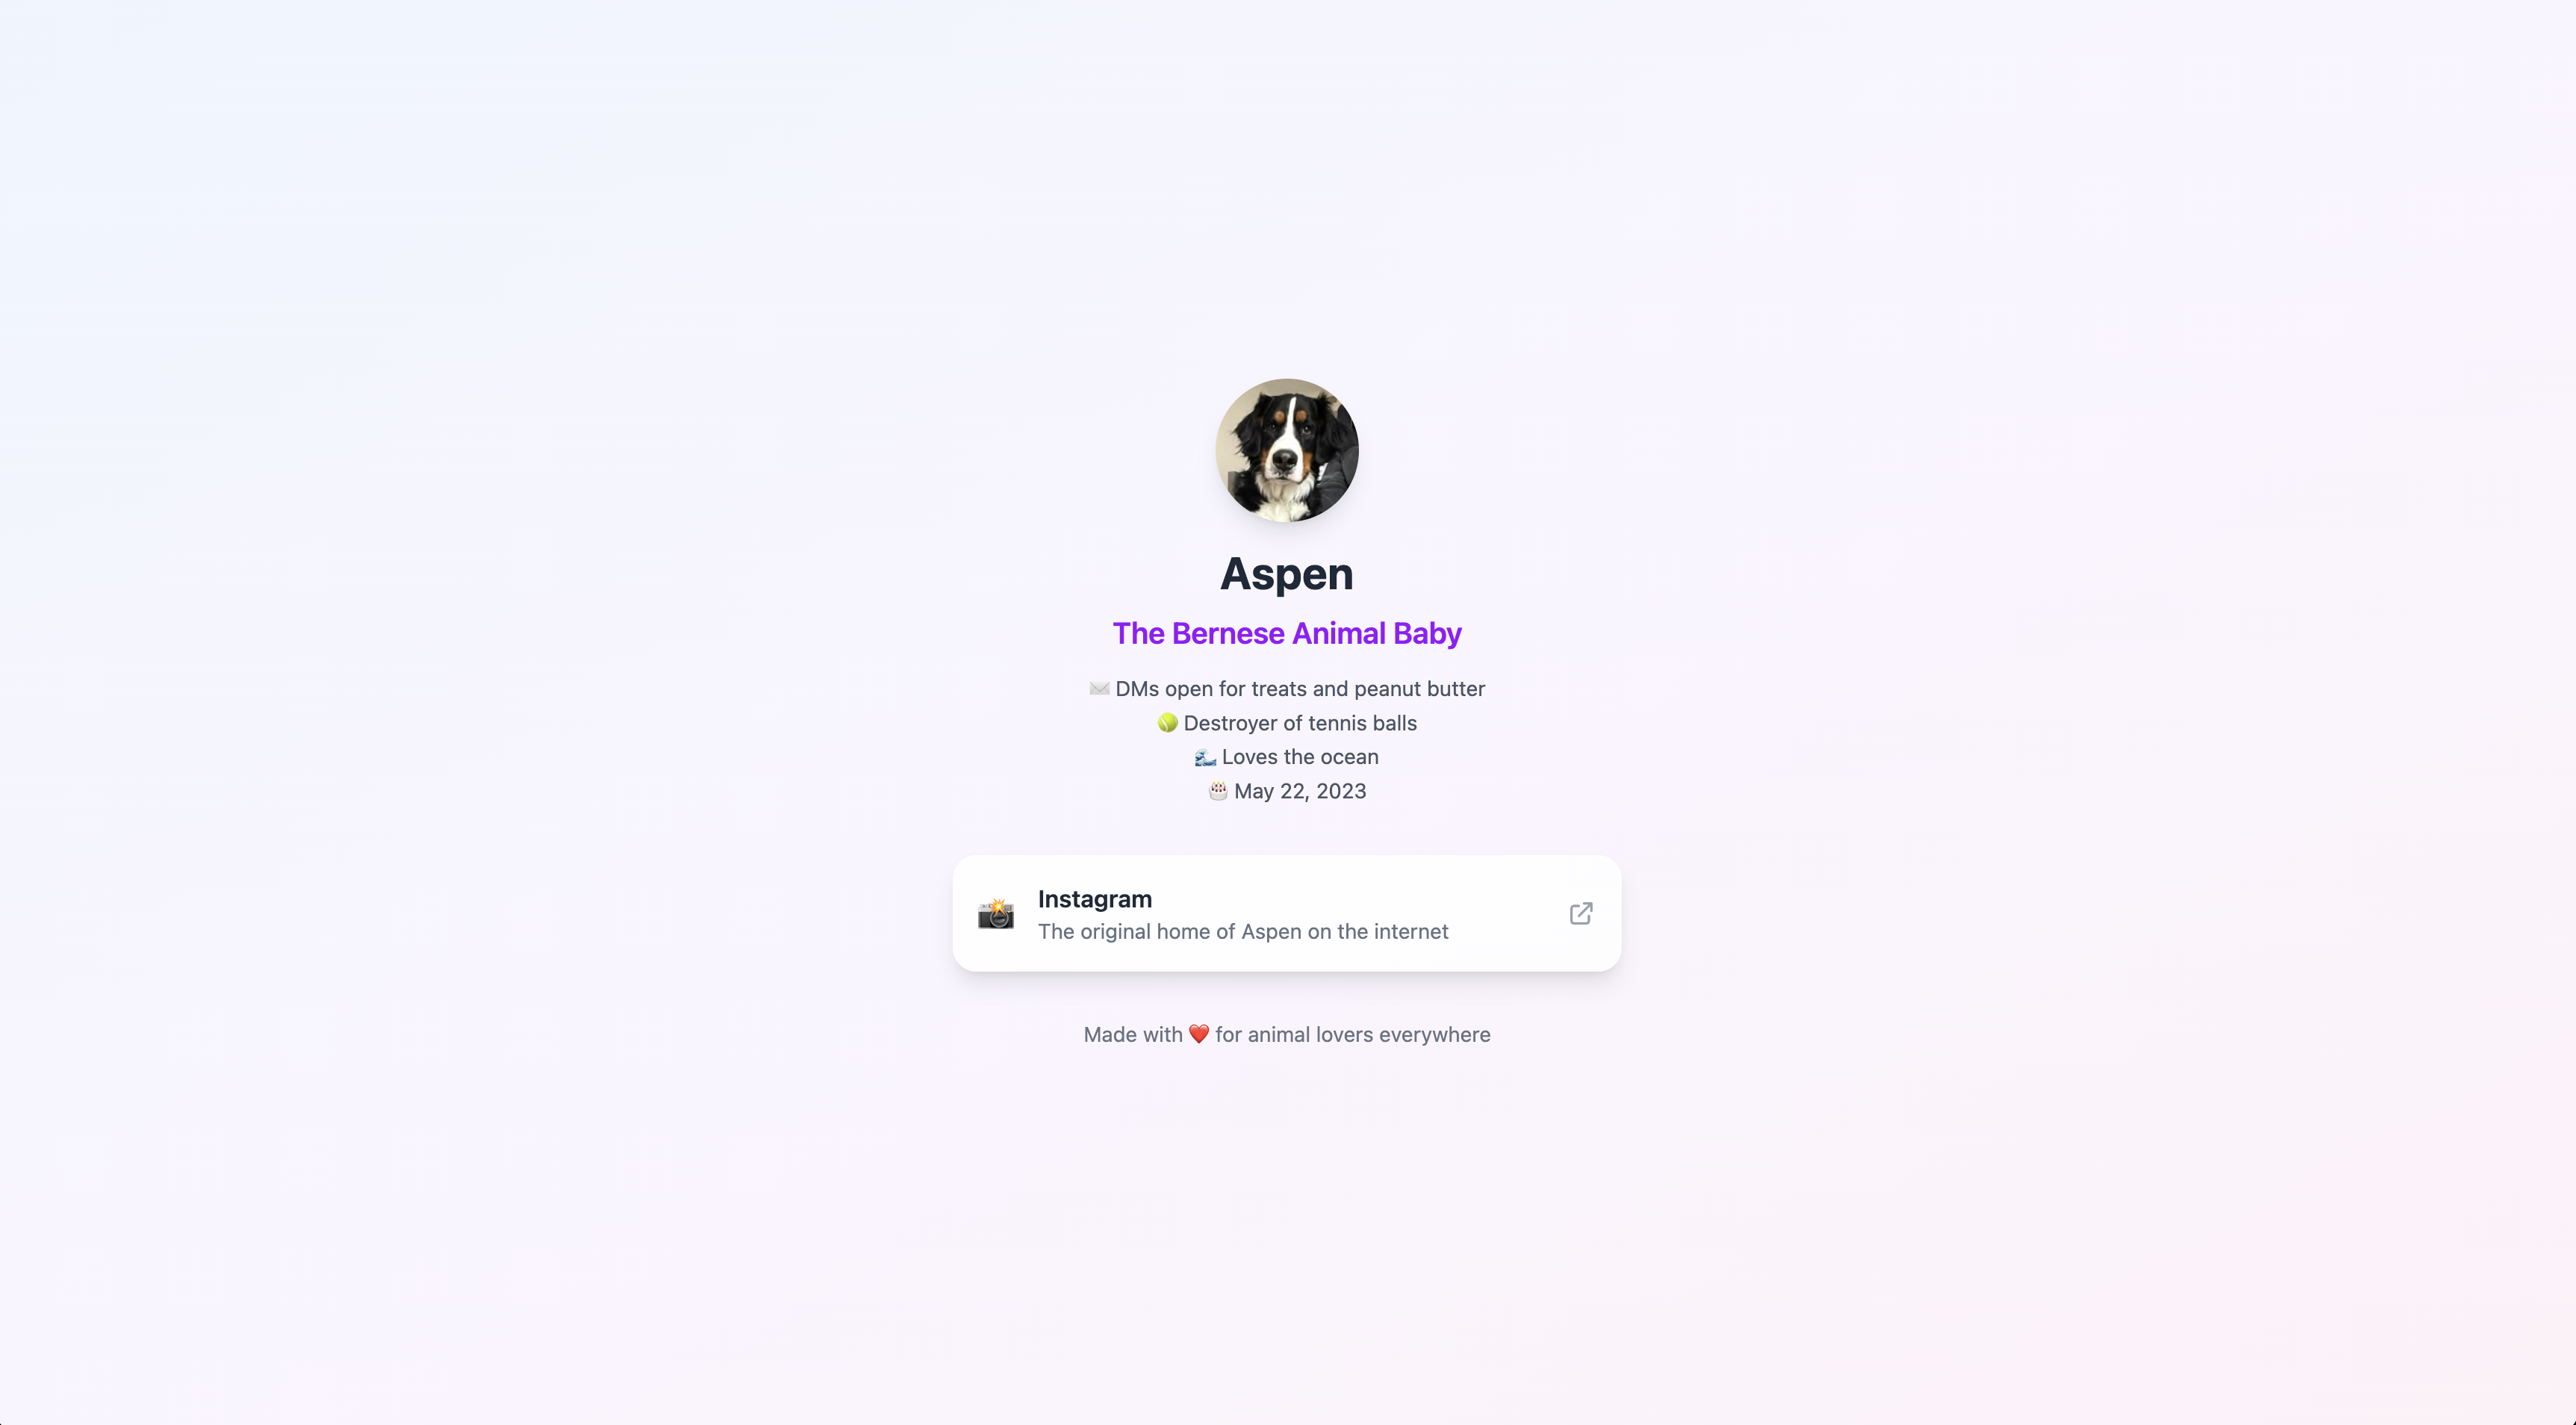 Aspen
The Bernese Animal Baby
✉️ DMs open for treats and peanut butter
🎾 Destroyer of tennis balls
🌊 Loves the ocean
🎂 May 22, 2023
Instagram
The original home of Aspen on the internet
Made with ❤️ for animal lovers everywhere